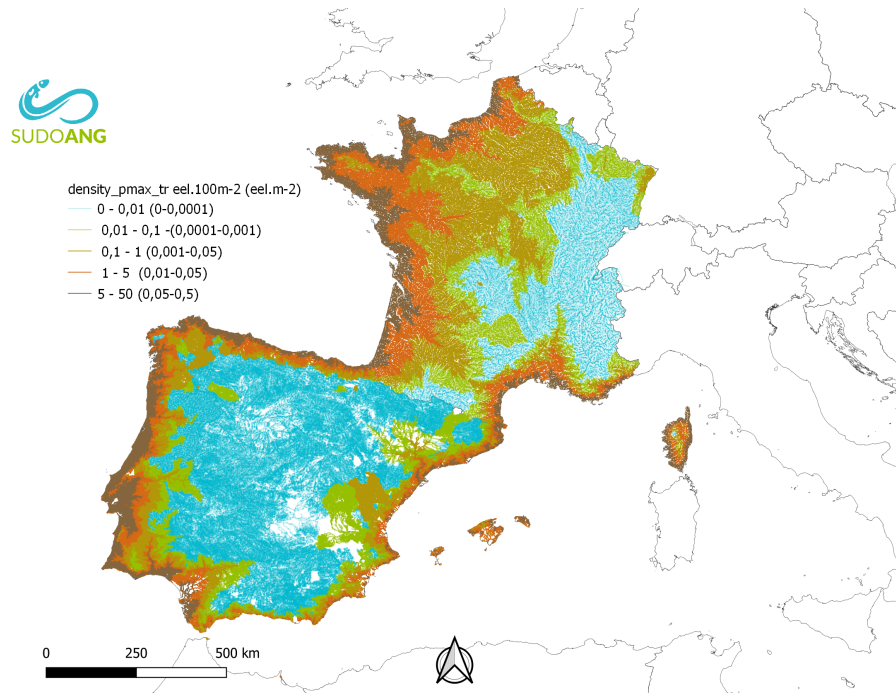 SUDOANG
density_pmax_tr eel.100m-2 (eel.m-2)
0 - 0,01 (0-0,0001)
0,01 - 0,1 -(0,0001-0,001)
0,1 - 1 (0,001-0,05)
1 - 5 (0,01-0,05)
5 - 50 (0,05-0,5)
0 250 500 km